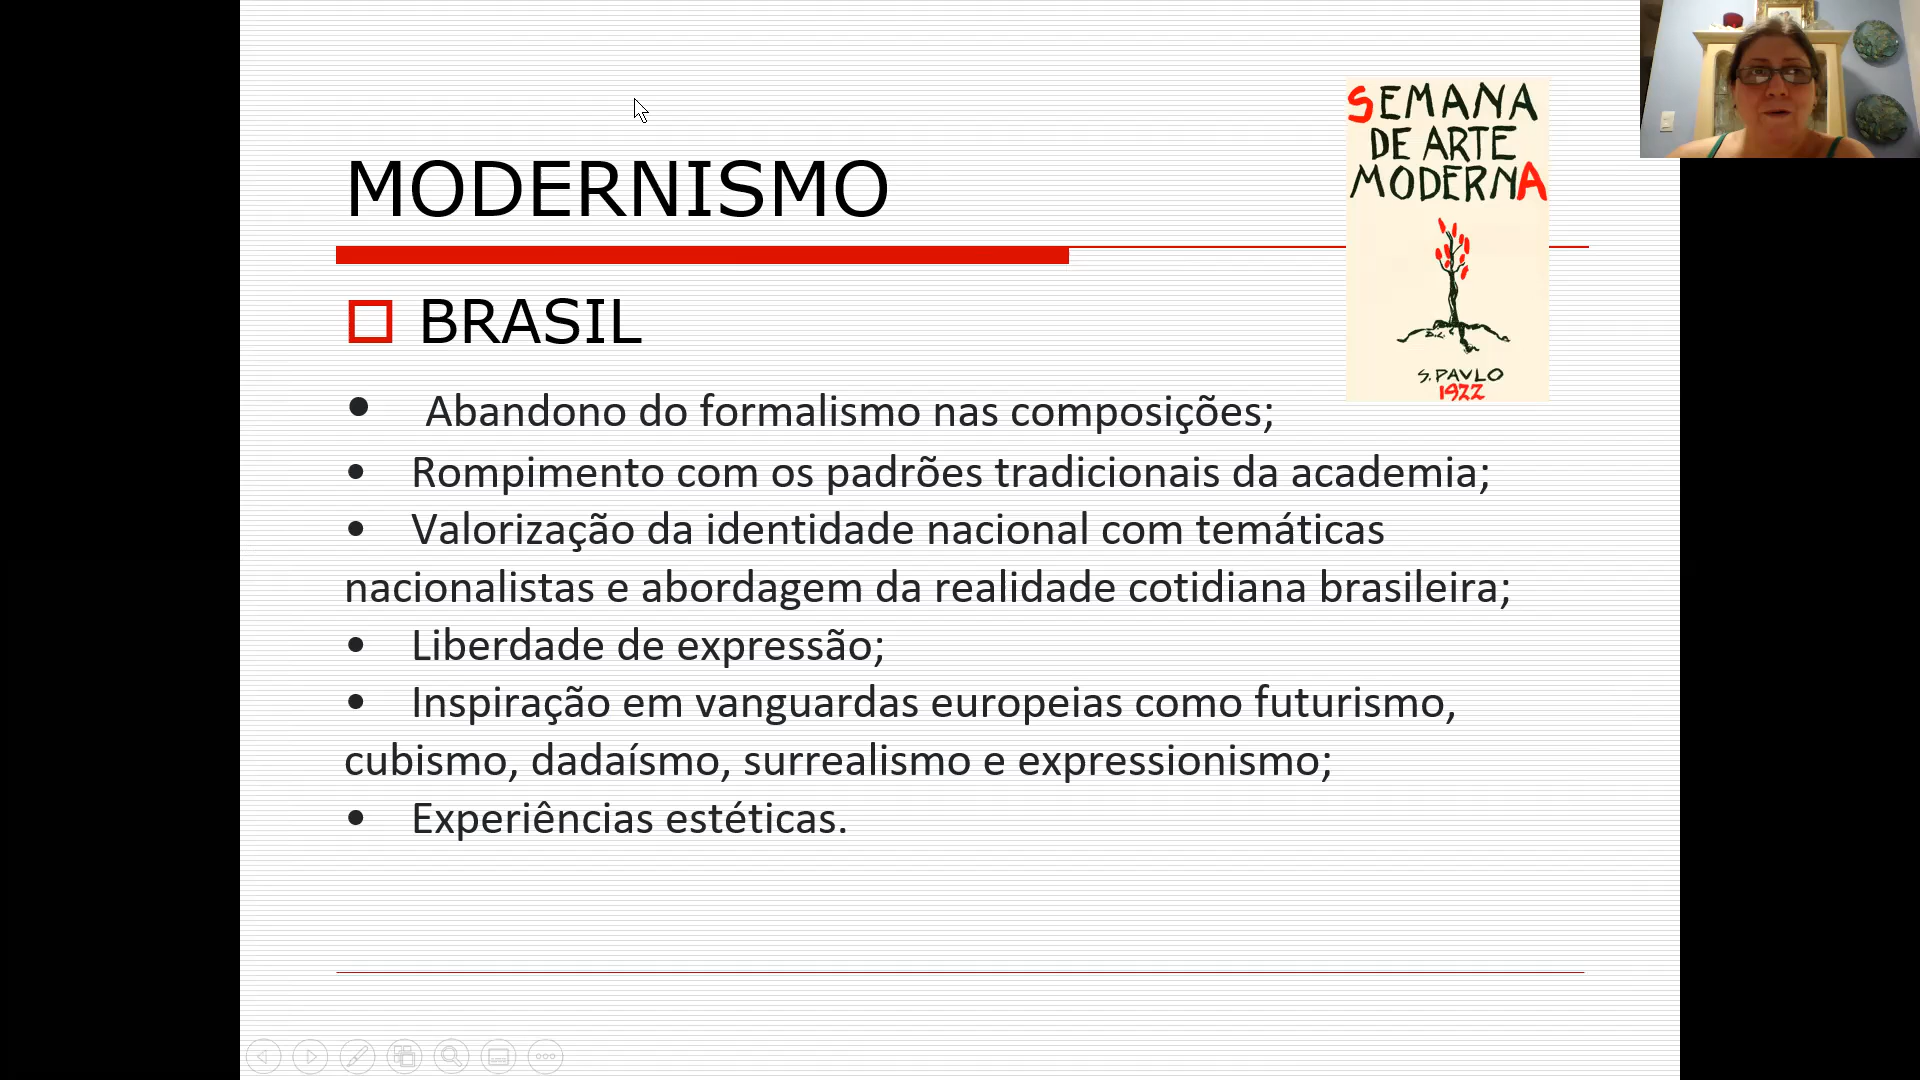 MODERNISMO
SEMANA
DE ARTE
MODERNA
S. PAVLO
1922
BRASIL
• Abandono do formalismo nas composições;
• Rompimento com os padrões tradicionais da academia;
• Valorização da identidade nacional com temáticas
nacionalistas e abordagem da realidade cotidiana brasileira;
• Liberdade de expressão;
• Inspiração em vanguardas europeias como futurismo,
cubismo, dadaísmo, surrealismo e expressionismo;
• Experiências estéticas.